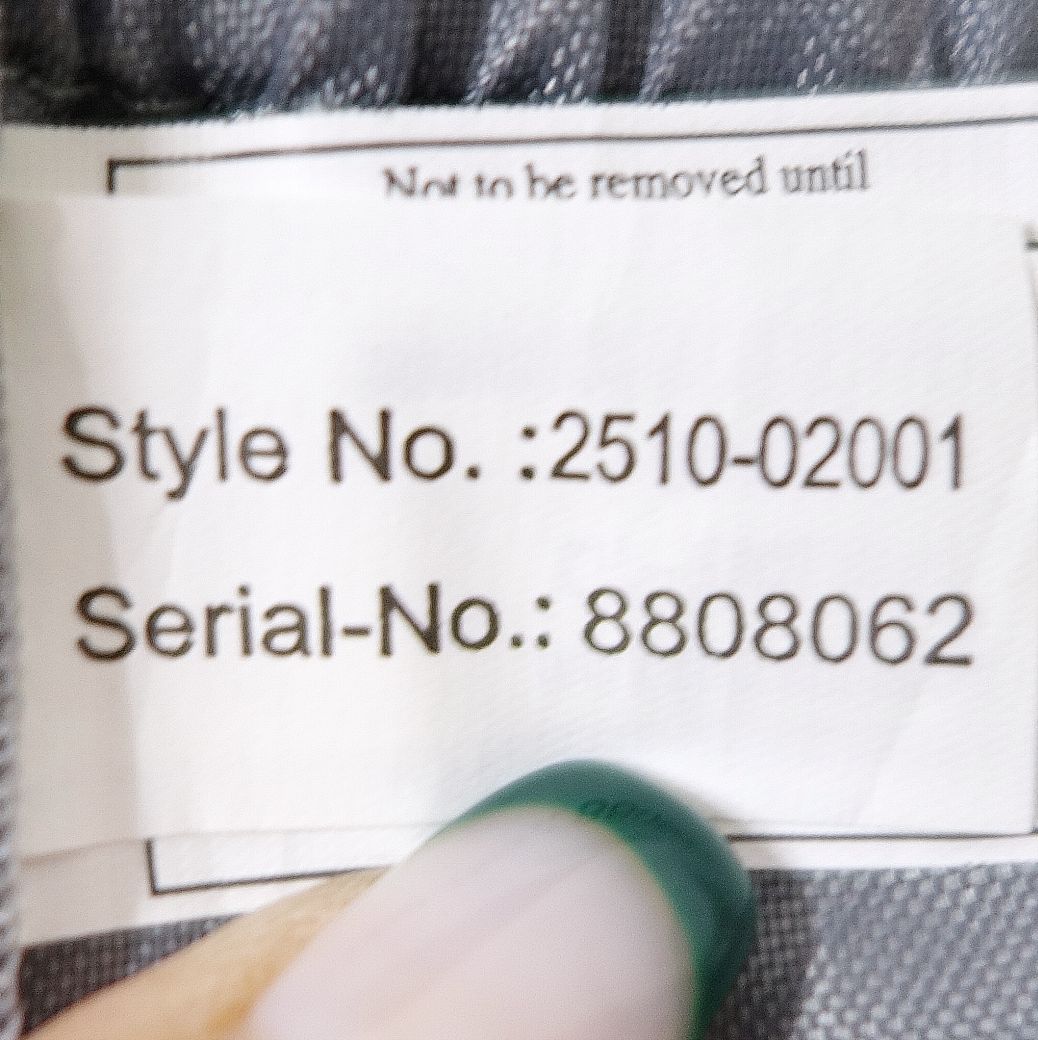 Not to be removed until
Style No. :2510-02001
Serial-No.: 8808062